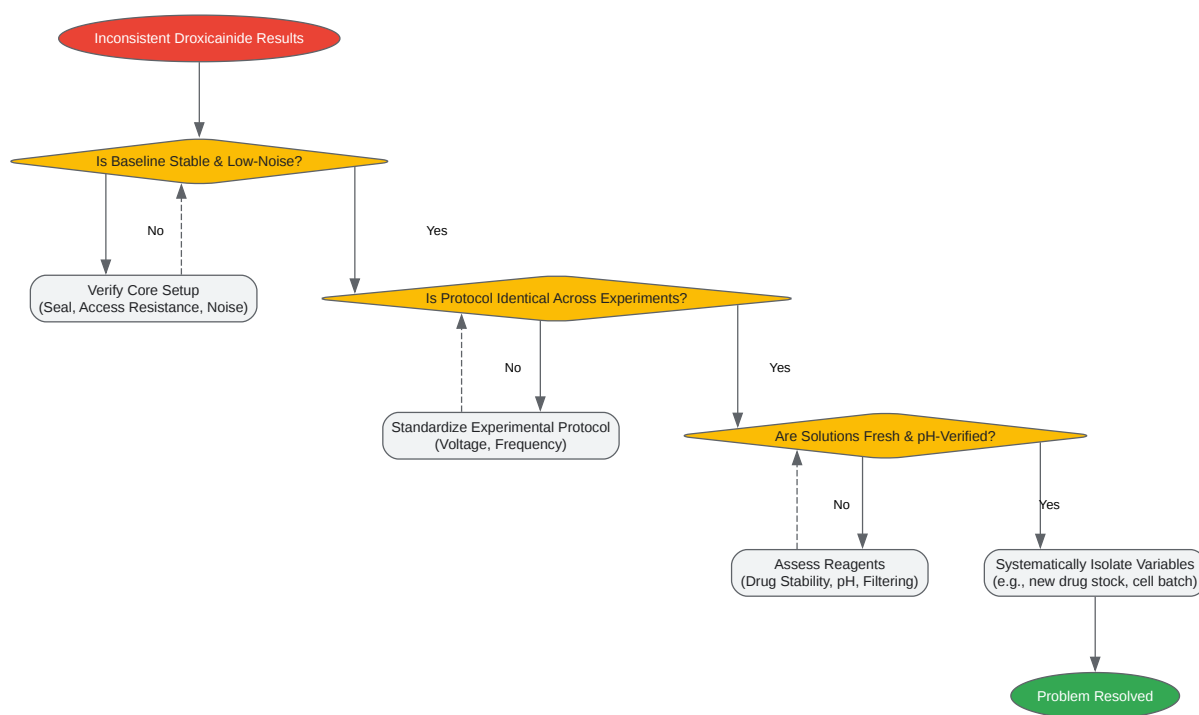 Inconsistent Droxicainide Results
Is Baseline Stable & Low-Noise?
No
Yes
Verify Core Setup
(Seal, Access Resistance, Noise)
Is Protocol Identical Across Experiments?
No
Yes
Standardize Experimental Protocol
(Voltage, Frequency)
Are Solutions Fresh & pH-Verified?
No
Yes
Assess Reagents
(Drug Stability, pH, Filtering)
Systematically Isolate Variables
(e.g., new drug stock, cell batch)
Problem Resolved